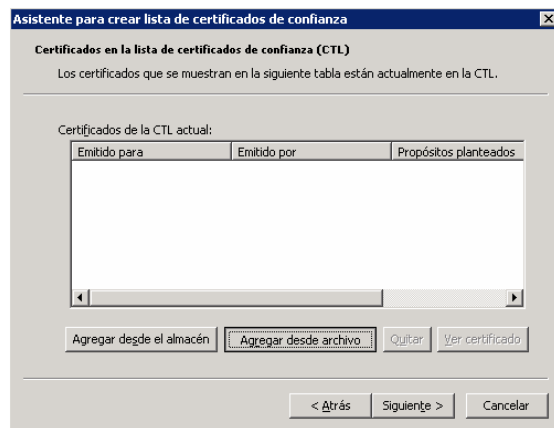 Asistente para crear lista de certificados de confianza
Certificados en la lista de certificados de confianza (CTL)
Los certificados que se muestran en la siguiente tabla están actualmente en la CTL.
Certificados de la CTL actual:
Emitido para Emitido por Propósitos planteados
Agregar desde el almacén Agregar desde archivo Quitar Ver certificado
< Atrás Siguiente > Cancelar